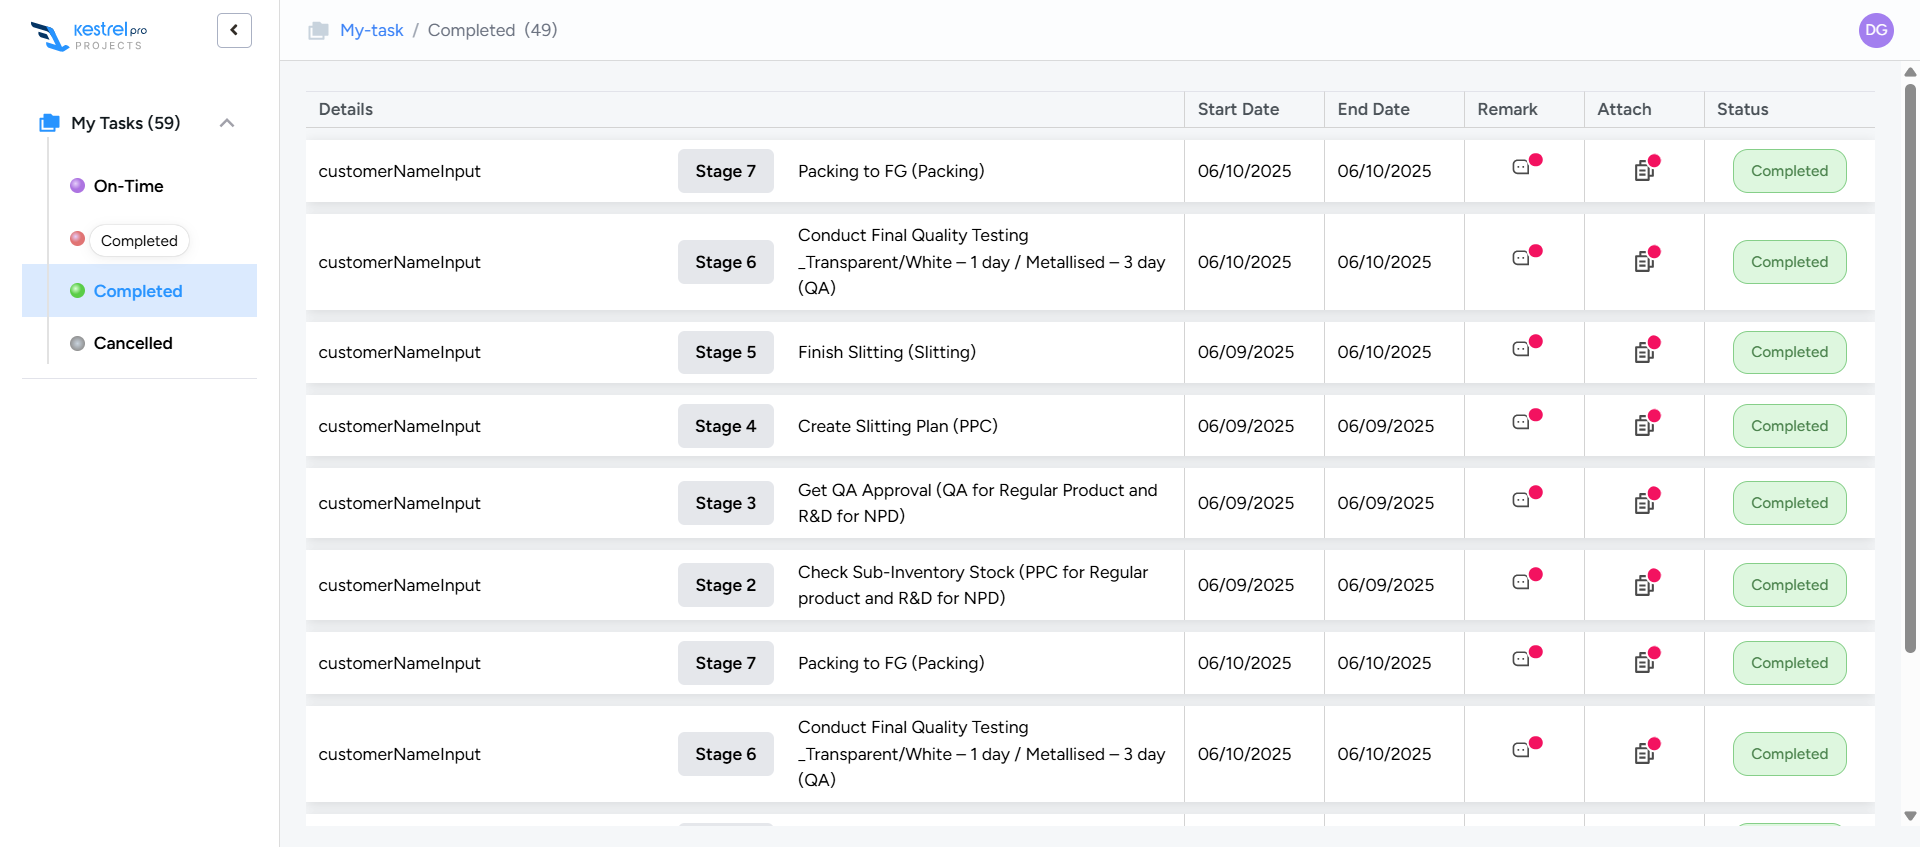 kestrel pro
PROJECTS
My-task / Completed (49)
DG
My Tasks (59)
On-Time
Completed
Completed
Cancelled
Details Start Date End Date Remark Attach Status
customerNameInput Stage 7 Packing to FG (Packing) 06/10/2025 06/10/2025 Completed
Conduct Final Quality Testing
customerNameInput Stage 6 _Transparent/White – 1 day / Metallised – 3 day 06/10/2025 06/10/2025 Completed
(QA)
customerNameInput Stage 5 Finish Slitting (Slitting) 06/09/2025 06/10/2025 Completed
customerNameInput Stage 4 Create Slitting Plan (PPC) 06/09/2025 06/09/2025 Completed
customerNameInput Stage 3 Get QA Approval (QA for Regular Product and 06/09/2025 06/09/2025 Completed
R&D for NPD)
customerNameInput Stage 2 Check Sub-Inventory Stock (PPC for Regular 06/09/2025 06/09/2025 Completed
product and R&D for NPD)
customerNameInput Stage 7 Packing to FG (Packing) 06/10/2025 06/10/2025 Completed
Conduct Final Quality Testing
customerNameInput Stage 6 _Transparent/White – 1 day / Metallised – 3 day 06/10/2025 06/10/2025 Completed
(QA)